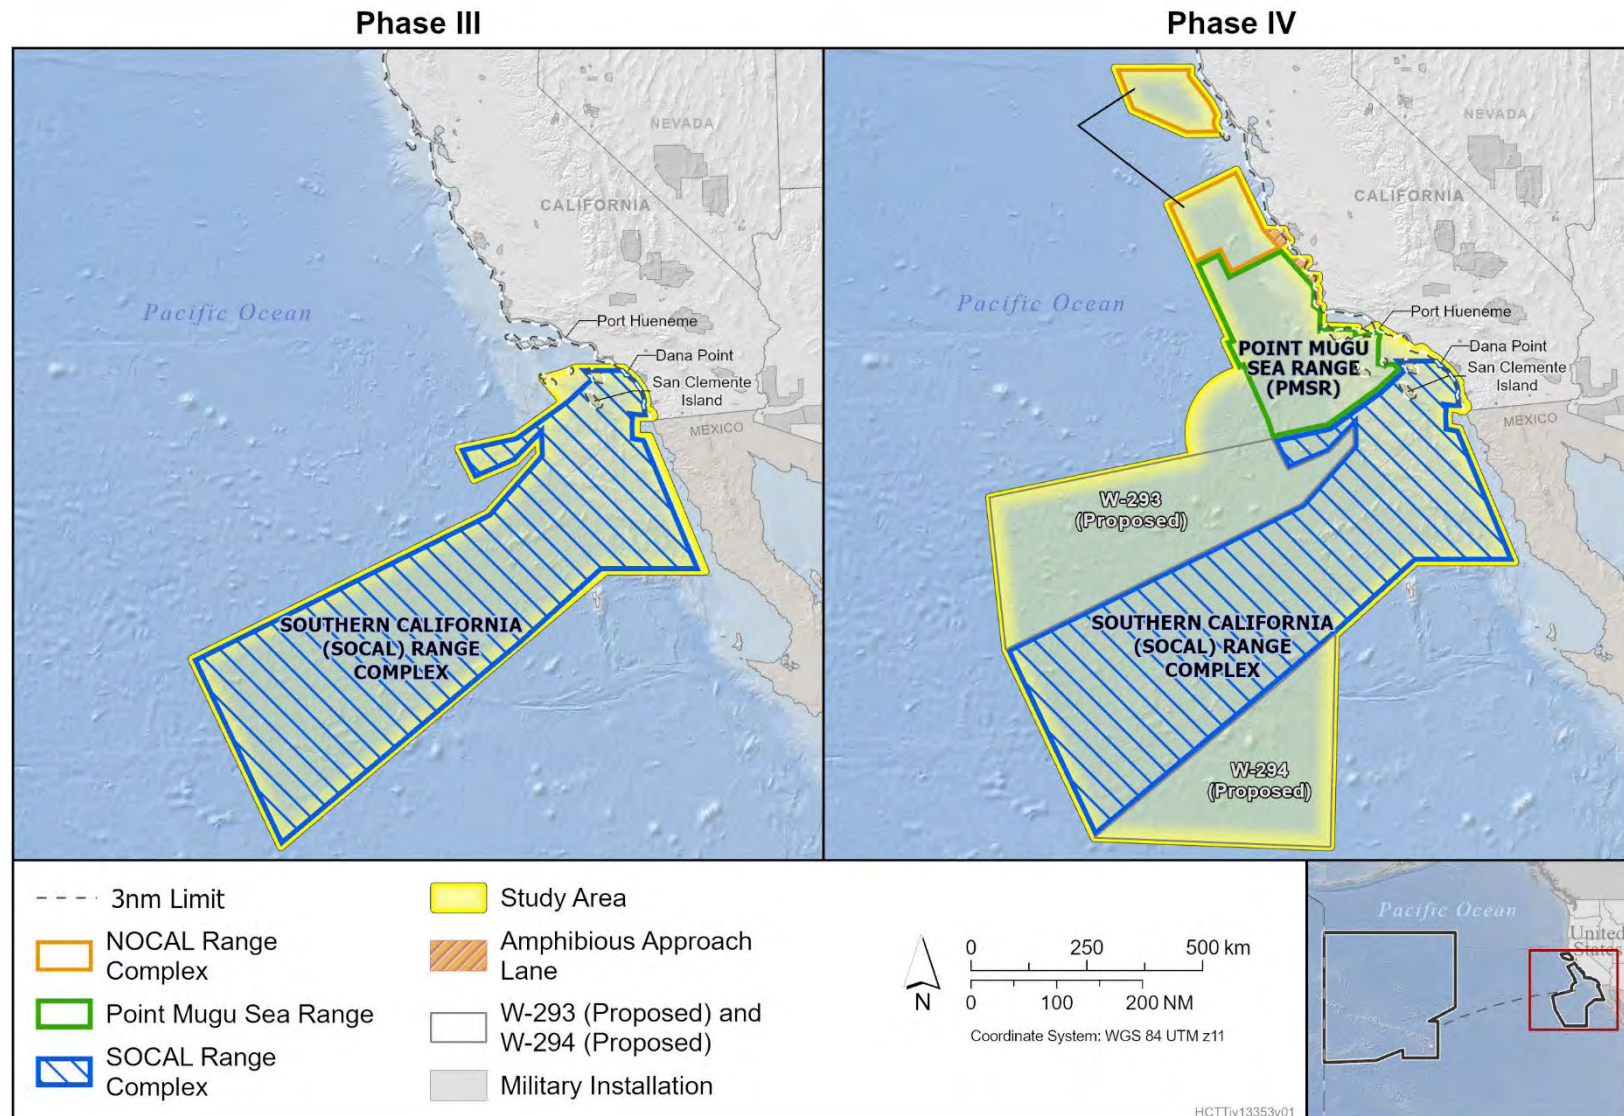 Phase III
Phase IV
NEVADA
CALIFORNIA
Pacific Ocean
Port Hueneme
Dana Point
San Clemente
Island
MEXICO
SOUTHERN CALIFORNIA
(SOCAL) RANGE
COMPLEX
NEVADA
CALIFORNIA
Pacific Ocean
Port Hueneme
POINT MUGU
SEA RANGE
(PMSR)
Dana Point
San Clemente
Island
MEXICO
W-293
(Proposed)
SOUTHERN CALIFORNIA
(SOCAL) RANGE
COMPLEX
W-294
(Proposed)
3nm Limit
NOCAL Range
Complex
Point Mugu Sea Range
SOCAL Range
Complex
Study Area
Amphibious Approach
Lane
W-293 (Proposed) and
W-294 (Proposed)
Military Installation
N
0 250 500 km
0 100 200 NM
Coordinate System: WGS 84 UTM z11
Pacific Ocean
United
States
HCTTiv13353v01